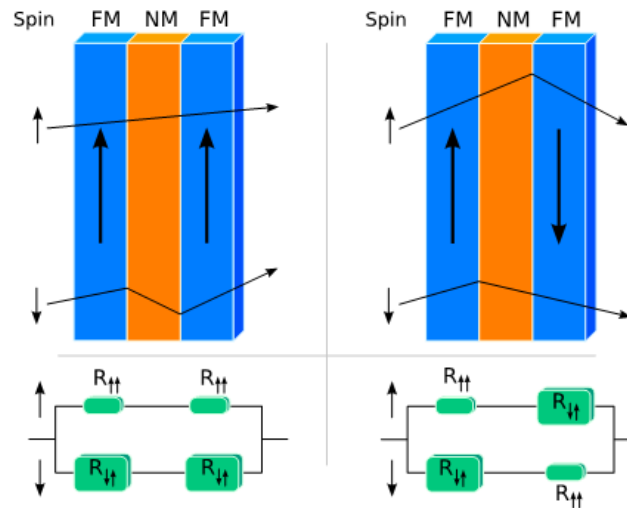 Spin FM NM FM
Spin FM NM FM
R↑↑ R↑↑
R↓↑ R↓↑
R↑↑ R↓↑
R↓↑ R↑↑